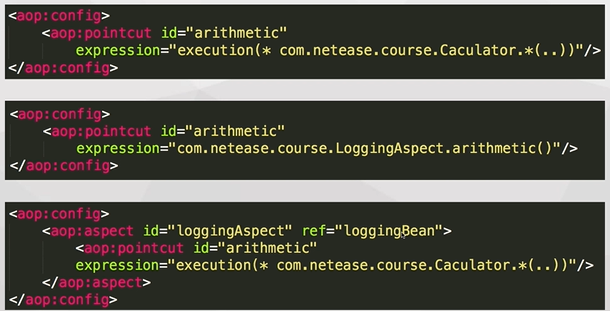 <aop:config>
<aop:pointcut id="arithmetic"
expression="execution(* com.netease.course.Caculator.*(..))"/>
</aop:config>
<aop:config>
<aop:pointcut id="arithmetic"
expression="com.netease.course.LoggingAspect.arithmetic()"/>
</aop:config>
<aop:config>
<aop:aspect id="loggingAspect" ref="loggingBean">
<aop:pointcut id="arithmetic"
expression="execution(* com.netease.course.Caculator.*(..))"/>
</aop:aspect>
</aop:config>